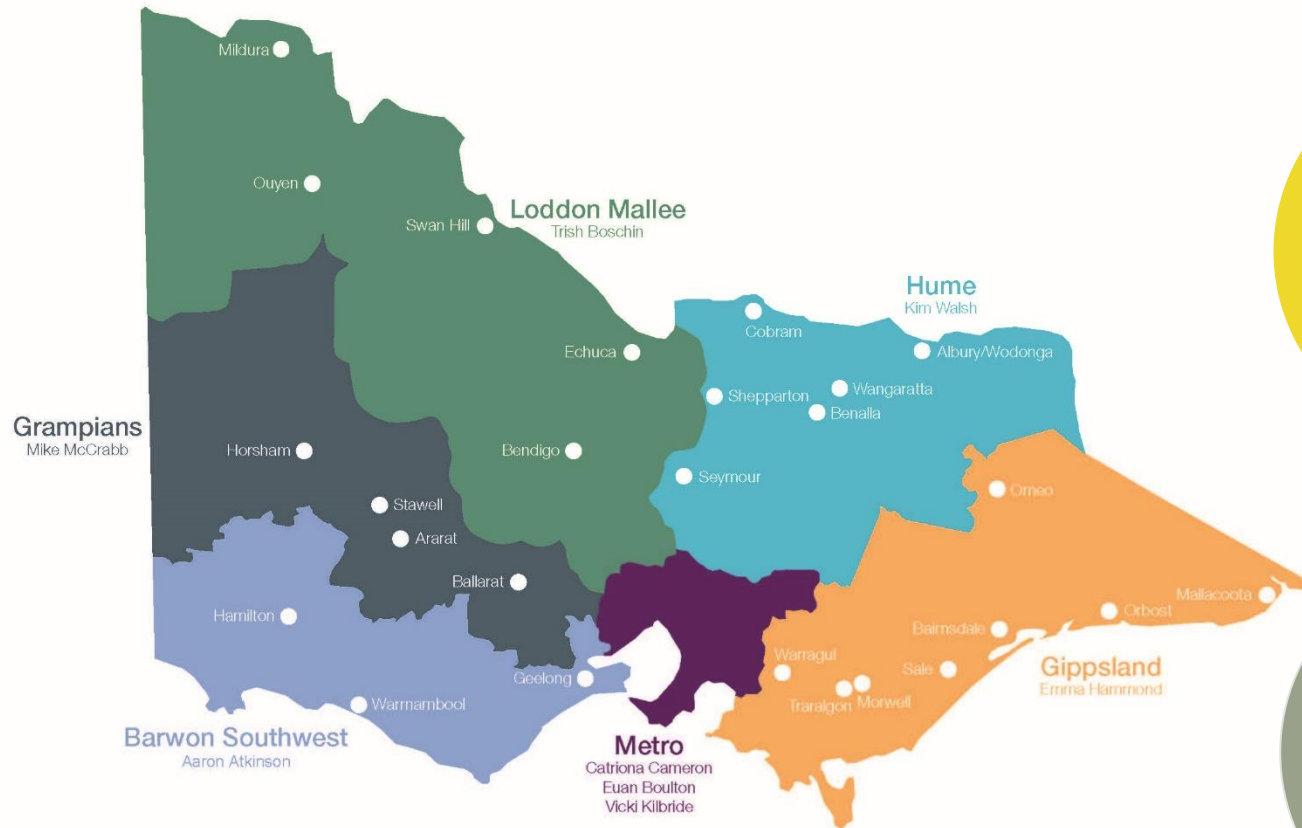 Mildura
Ouyen
Swan Hill
Loddon Mallee
Trish Boschin
Hume
Kim Walsh
Cobram
Echuca
Albury/Wodonga
Shepparton
Wangaratta
Benalla
Grampians
Mike McCrabb
Horsham
Bendigo
Seymour
Omeo
Stawell
Ararat
Ballarat
Hamilton
Mallacoota
Orbost
Bairnsdale
Warragul
Sale
Geelong
Traralgon
Morwell
Gippsland
Emma Hammond
Warrnambool
Barwon Southwest
Aaron Atkinson
Metro
Catriona Cameron
Euan Boulton
Vicki Kilbride